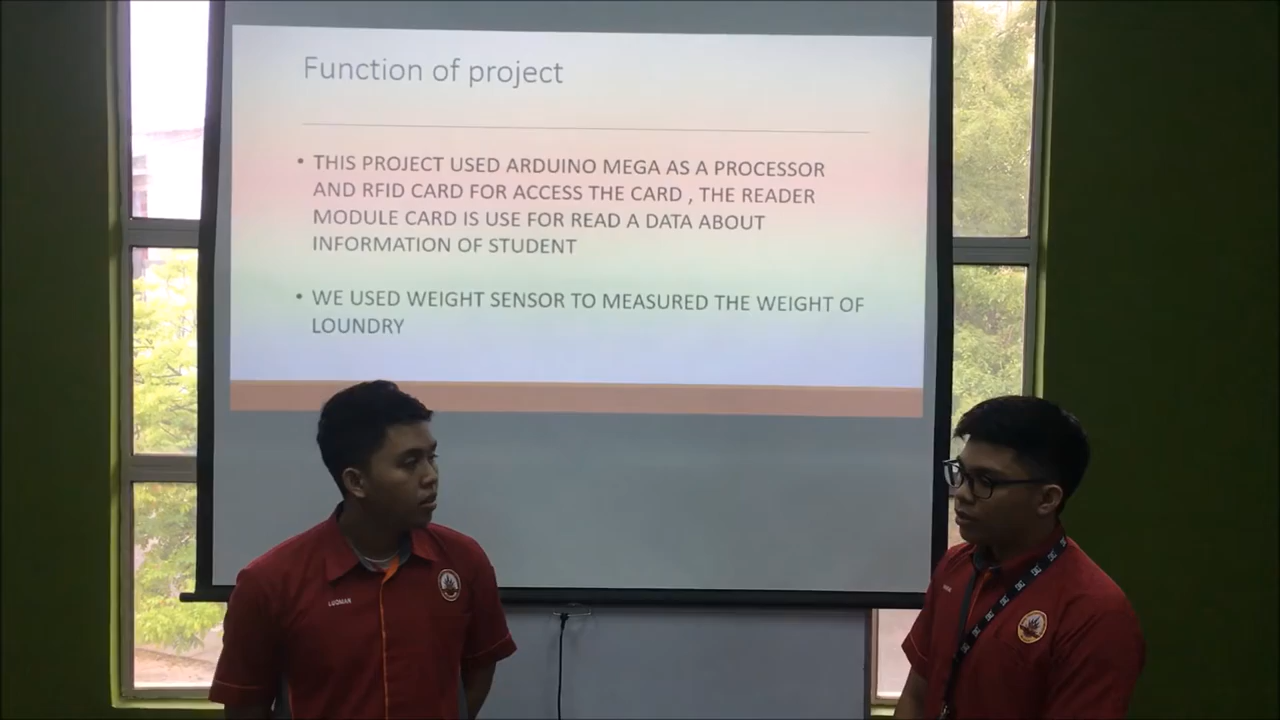 Function of project
• THIS PROJECT USED ARDUINO MEGA AS A PROCESSOR
AND RFID CARD FOR ACCESS THE CARD , THE READER
MODULE CARD IS USE FOR READ A DATA ABOUT
INFORMATION OF STUDENT
• WE USED WEIGHT SENSOR TO MEASURED THE WEIGHT OF
LOUNDRY
LUQMAN